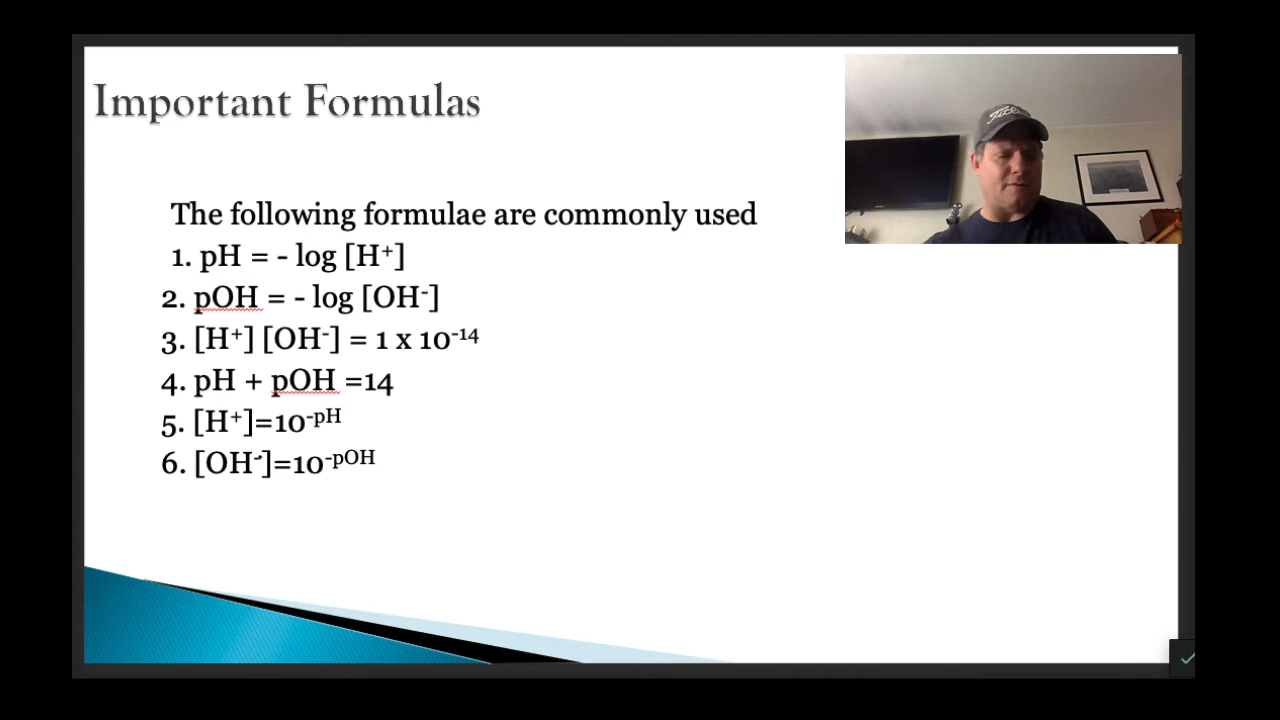 Important Formulas
The following formulae are commonly used
1. pH = - log [H⁺]
2. pOH = - log [OH⁻]
3. [H⁺] [OH⁻] = 1 x 10⁻¹⁴
4. pH + pOH =14
5. [H⁺]=10⁻ᵖᴴ
6. [OH⁻]=10⁻ᵖᴼᴴ
Titleist